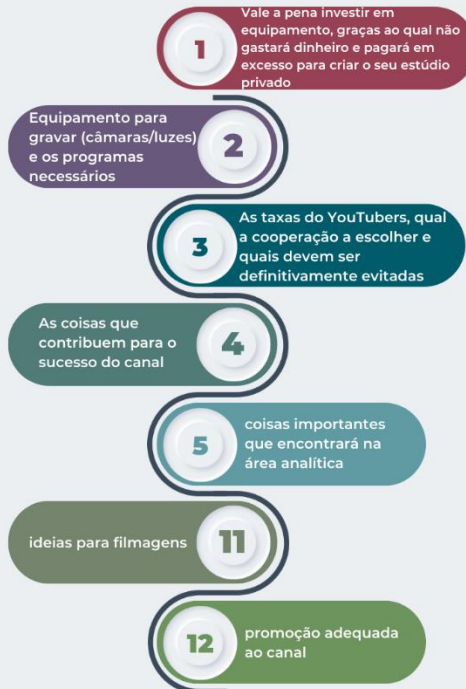 1
Vale a pena investir em
equipamento, graças ao qual não
gastará dinheiro e pagará em
excesso para criar o seu estúdio
privado
Equipamento para
gravar (câmaras/luzes)
e os programas
necessários
2
3
As taxas do YouTubers, qual
a cooperação a escolher e
quais devem ser
definitivamente evitadas
As coisas que
contribuem para o
sucesso do canal
4
5
coisas importantes
que encontrará na
área analítica
ideias para filmagens
11
12
promoção adequada
ao canal